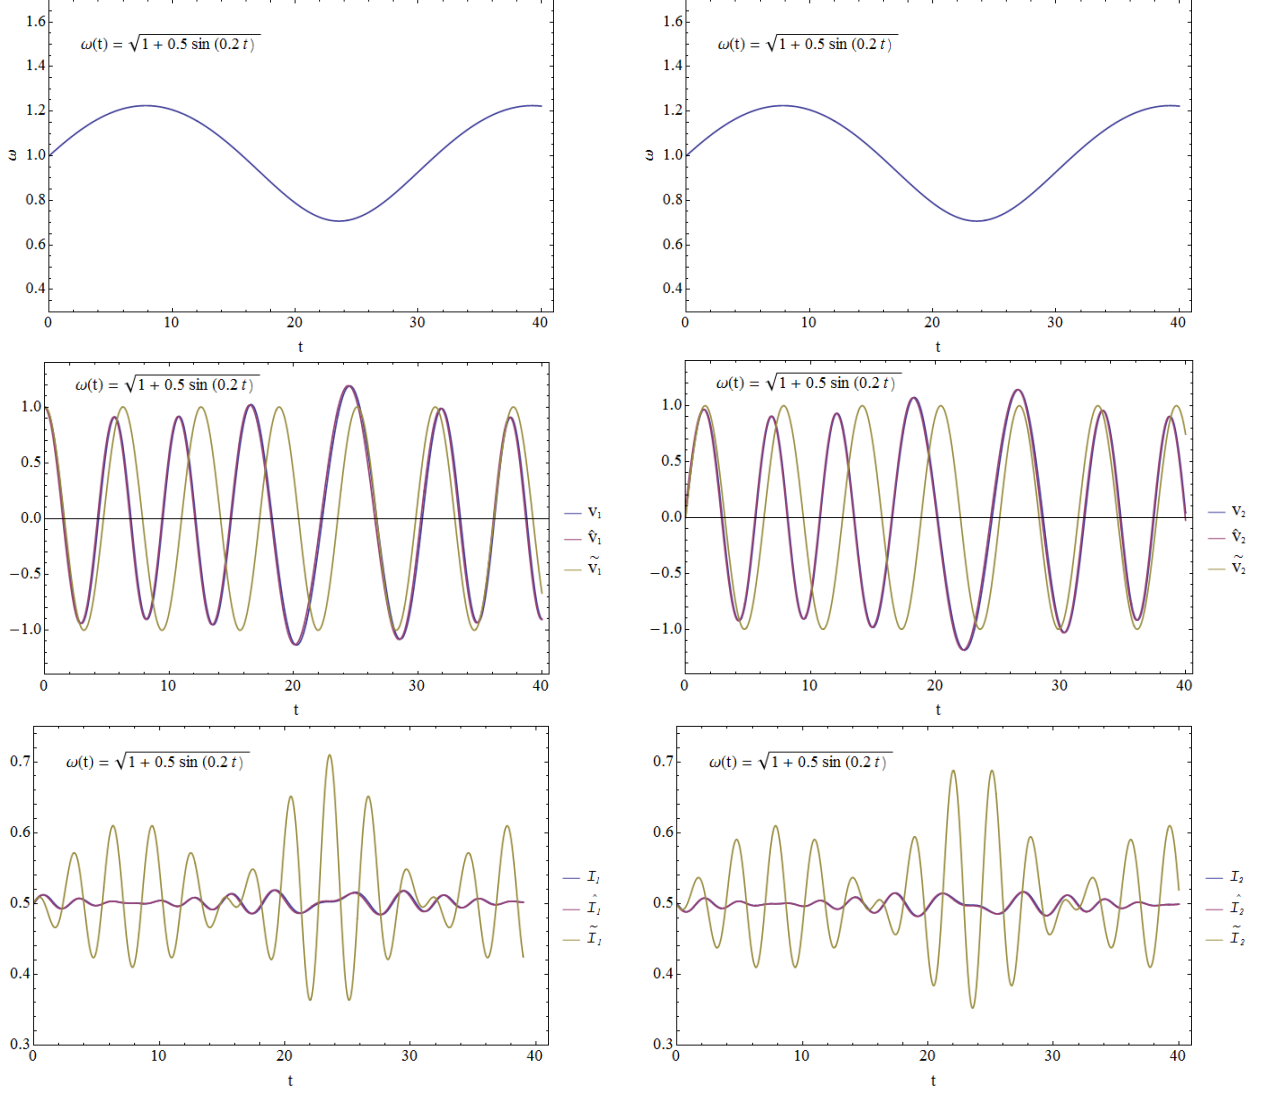 ω(t) = √1 + 0.5 sin (0.2 t)
1.6
1.4
1.2
1.0
0.8
0.6
0.4
ω
0 10 20 30 40
t
ω(t) = √1 + 0.5 sin (0.2 t)
1.6
1.4
1.2
1.0
0.8
0.6
0.4
ω
0 10 20 30 40
t
ω(t) = √1 + 0.5 sin (0.2 t)
1.0
0.5
0.0
−0.5
−1.0
0 10 20 30 40
t
v₁
v̂₁
ṽ₁
ω(t) = √1 + 0.5 sin (0.2 t)
1.0
0.5
0.0
−0.5
−1.0
0 10 20 30 40
t
v₂
v̂₂
ṽ₂
ω(t) = √1 + 0.5 sin (0.2 t)
0.7
0.6
0.5
0.4
0.3
0 10 20 30 40
t
I₁
Î₁
Ĩ₁
ω(t) = √1 + 0.5 sin (0.2 t)
0.7
0.6
0.5
0.4
0.3
0 10 20 30 40
t
I₂
Î₂
Ĩ₂